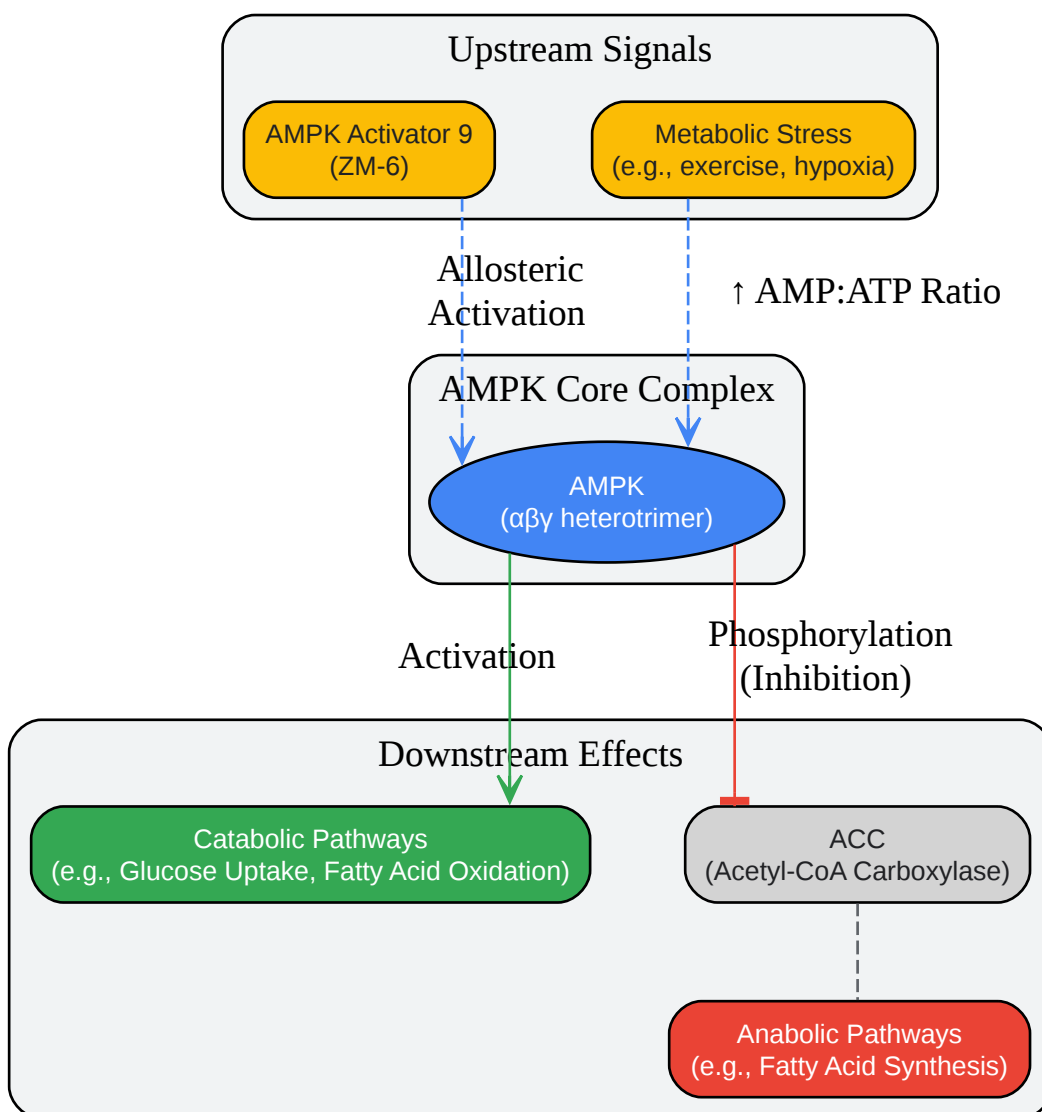 Upstream Signals
AMPK Activator 9
(ZM-6)
Metabolic Stress
(e.g., exercise, hypoxia)
Allosteric
Activation
↑ AMP:ATP Ratio
AMPK Core Complex
AMPK
(αβγ heterotrimer)
Activation
Phosphorylation
(Inhibition)
Downstream Effects
Catabolic Pathways
(e.g., Glucose Uptake, Fatty Acid Oxidation)
ACC
(Acetyl-CoA Carboxylase)
Anabolic Pathways
(e.g., Fatty Acid Synthesis)